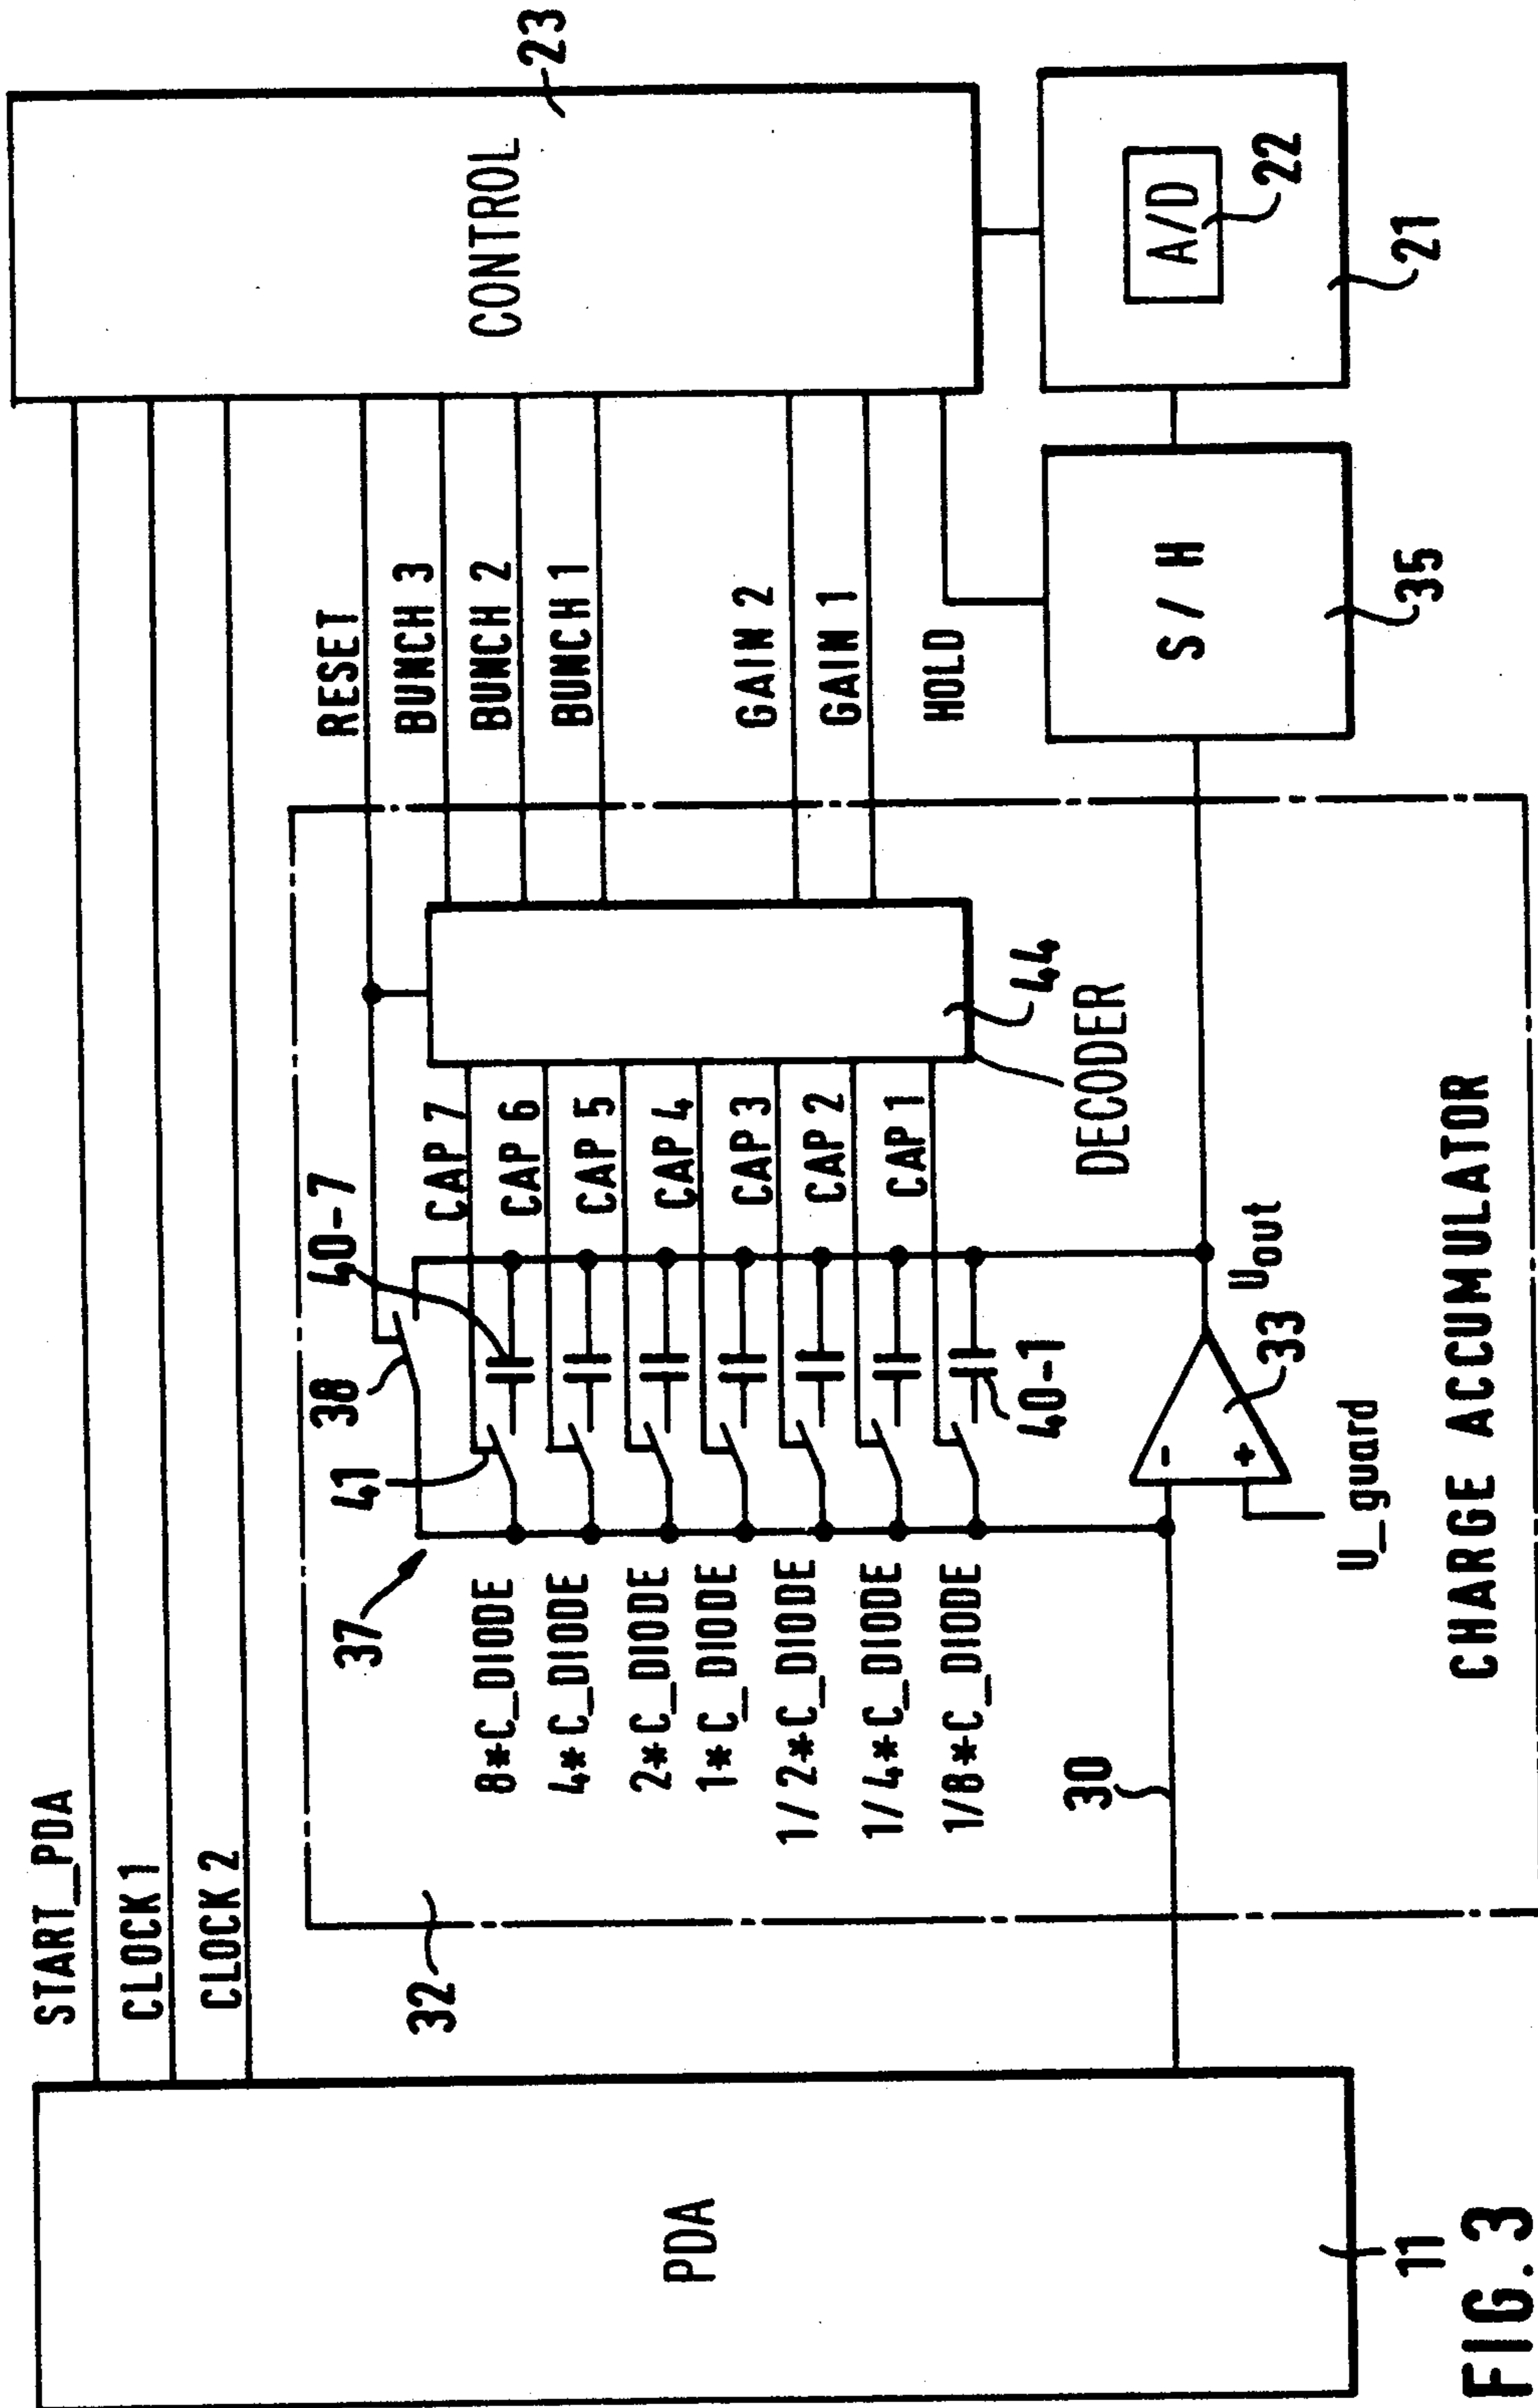 START_PDA
CLOCK 1
CLOCK 2
PDA
11
32
30
37
38
41
40-7
40-1
8*C_DIODE
4*C_DIODE
2*C_DIODE
1*C_DIODE
1/2*C_DIODE
1/4*C_DIODE
1/8*C_DIODE
CAP 7
CAP 6
CAP 5
CAP 4
CAP 3
CAP 2
CAP 1
-
+
33
U_guard
Uout
DECODER
44
CHARGE ACCUMULATOR
RESET
BUNCH 3
BUNCH 2
BUNCH 1
GAIN 2
GAIN 1
HOLD
S/H
35
CONTROL
23
A/D
22
21
FIG. 3